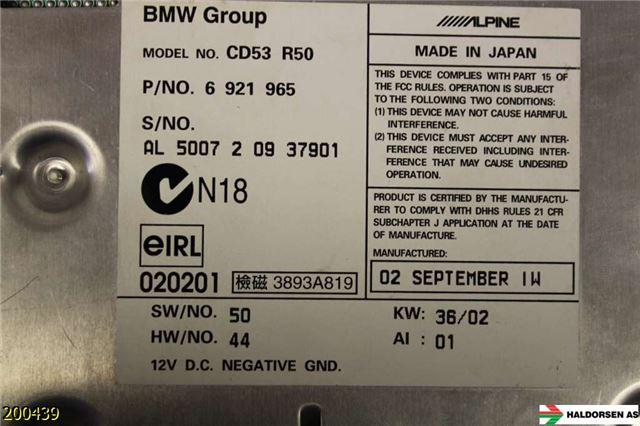 BMW Group
MODEL NO. CD53 R50
P/NO. 6 921 965
S/NO.
AL 5007 2 09 37901
N18
eIRL
020201 檢磁 3893A819
ALPINE
MADE IN JAPAN
THIS DEVICE COMPLIES WITH PART 15 OF
THE FCC RULES. OPERATION IS SUBJECT
TO THE FOLLOWING TWO CONDITIONS:
(1) THIS DEVICE MAY NOT CAUSE HARMFUL
INTERFERENCE.
(2) THIS DEVICE MUST ACCEPT ANY INTER-
FERENCE RECEIVED INCLUDING INTER-
FERENCE THAT MAY CAUSE UNDESIRED
OPERATION.
PRODUCT IS CERTIFIED BY THE MANUFACTU-
RER TO COMPLY WITH DHHS RULES 21 CFR
SUBCHAPTER J APPLICATION AT THE DATE
OF MANUFACTURE.
MANUFACTURED:
02 SEPTEMBER IW
SW/NO. 50
HW/NO. 44
12V D.C. NEGATIVE GND.
KW: 36/02
AI : 01
200439
HALDORSEN AS